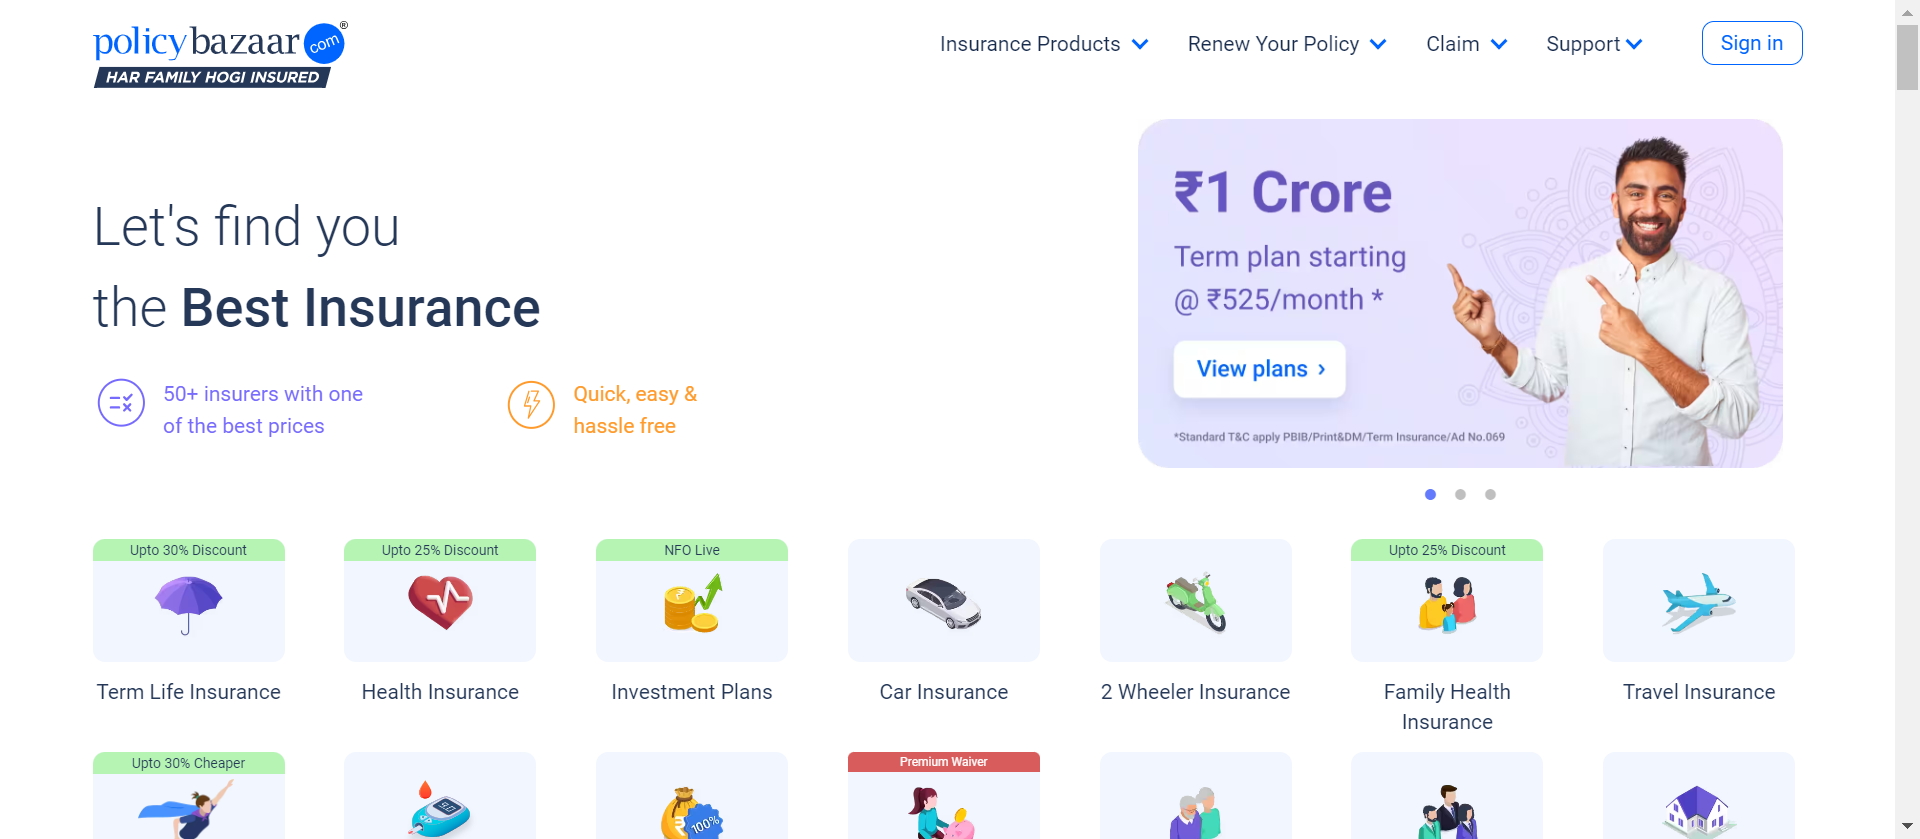 policybazaar com ®
HAR FAMILY HOGI INSURED
Insurance Products
Renew Your Policy
Claim
Support
Sign in
Let's find you
the Best Insurance
50+ insurers with one
of the best prices
Quick, easy &
hassle free
₹1 Crore
Term plan starting
@ ₹525/month *
View plans ›
*Standard T&C apply PBIB/Print&DM/Term Insurance/Ad No.069
Upto 30% Discount
Term Life Insurance
Upto 25% Discount
Health Insurance
NFO Live
Investment Plans
Car Insurance
2 Wheeler Insurance
Upto 25% Discount
Family Health
Insurance
Travel Insurance
Upto 30% Cheaper
100%
Premium Waiver